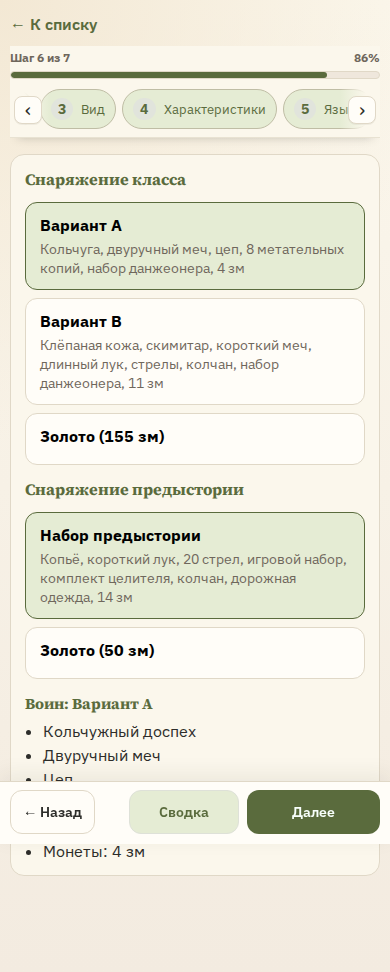 ← К списку
Шаг 6 из 7
86%
‹
3 Вид
4 Характеристики
5 Язы
›
Снаряжение класса
Вариант A
Кольчуга, двуручный меч, цеп, 8 метательных
копий, набор данжеонера, 4 зм
Вариант B
Клёпаная кожа, скимитар, короткий меч,
длинный лук, стрелы, колчан, набор
данжеонера, 11 зм
Золото (155 зм)
Снаряжение предыстории
Набор предыстории
Копьё, короткий лук, 20 стрел, игровой набор,
комплект целителя, колчан, дорожная
одежда, 14 зм
Золото (50 зм)
Воин: Вариант A
• Кольчужный доспех
• Двуручный меч
• Цеп
← Назад
Сводка
Далее
• Монеты: 4 зм